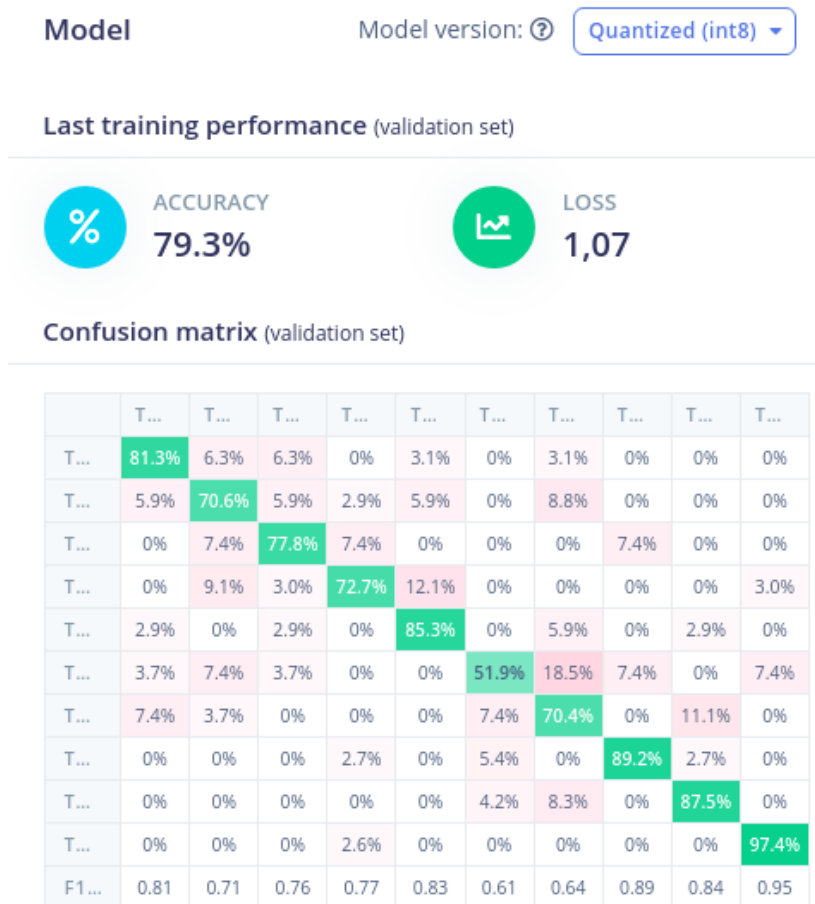 Model Model version: ? Quantized (int8)
Last training performance (validation set)
% ACCURACY LOSS
79.3% 1,07
Confusion matrix (validation set)
T... T... T... T... T... T... T... T... T... T...
T... 81.3% 6.3% 6.3% 0% 3.1% 0% 3.1% 0% 0% 0%
T... 5.9% 70.6% 5.9% 2.9% 5.9% 0% 8.8% 0% 0% 0%
T... 0% 7.4% 77.8% 7.4% 0% 0% 0% 7.4% 0% 0%
T... 0% 9.1% 3.0% 72.7% 12.1% 0% 0% 0% 0% 3.0%
T... 2.9% 0% 2.9% 0% 85.3% 0% 5.9% 0% 2.9% 0%
T... 3.7% 7.4% 3.7% 0% 0% 51.9% 18.5% 7.4% 0% 7.4%
T... 7.4% 3.7% 0% 0% 0% 7.4% 70.4% 0% 11.1% 0%
T... 0% 0% 0% 2.7% 0% 5.4% 0% 89.2% 2.7% 0%
T... 0% 0% 0% 0% 0% 4.2% 8.3% 0% 87.5% 0%
T... 0% 0% 0% 2.6% 0% 0% 0% 0% 0% 97.4%
F1... 0.81 0.71 0.76 0.77 0.83 0.61 0.64 0.89 0.84 0.95